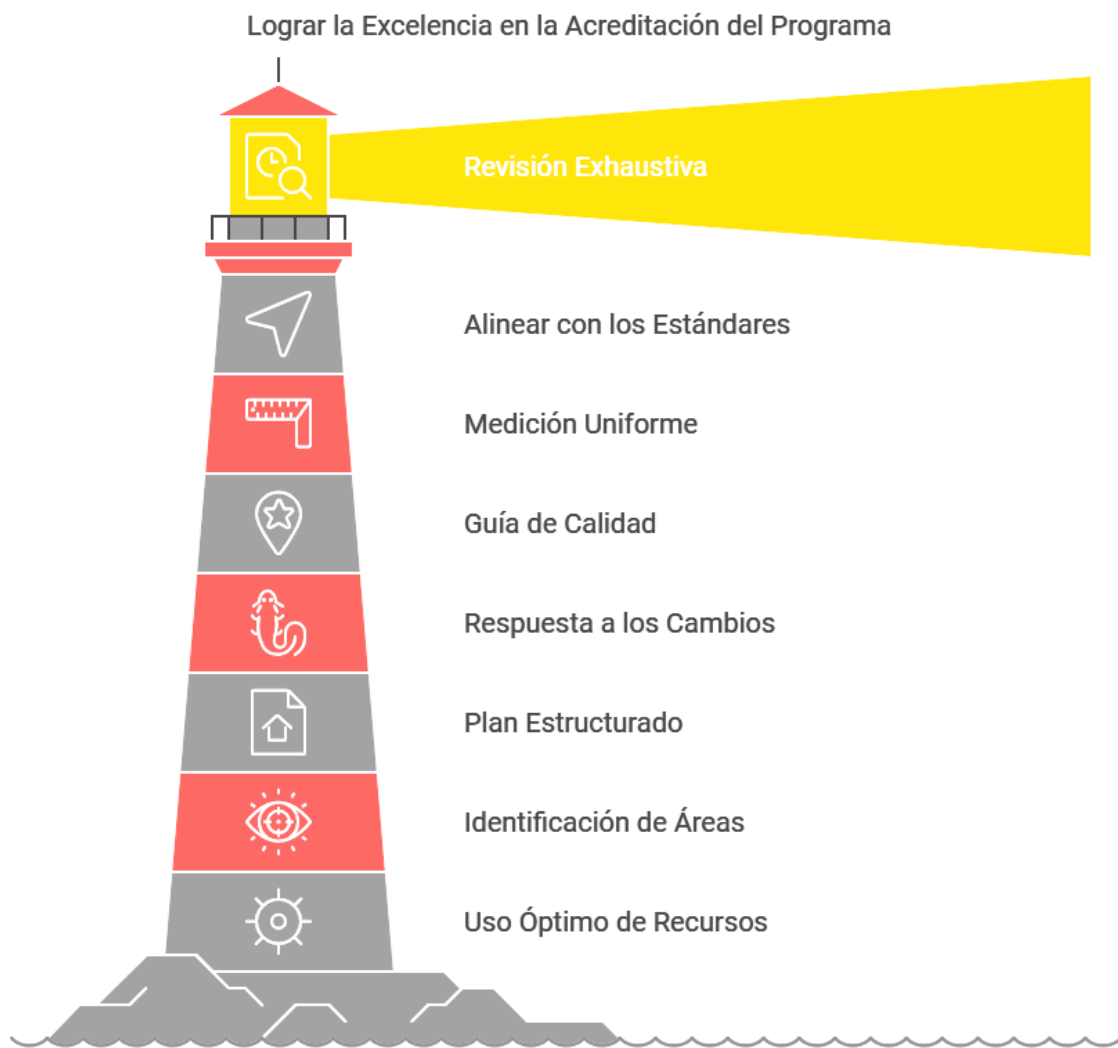 Lograr la Excelencia en la Acreditación del Programa
Revisión Exhaustiva
Alinear con los Estándares
Medición Uniforme
Guía de Calidad
Respuesta a los Cambios
Plan Estructurado
Identificación de Áreas
Uso Óptimo de Recursos